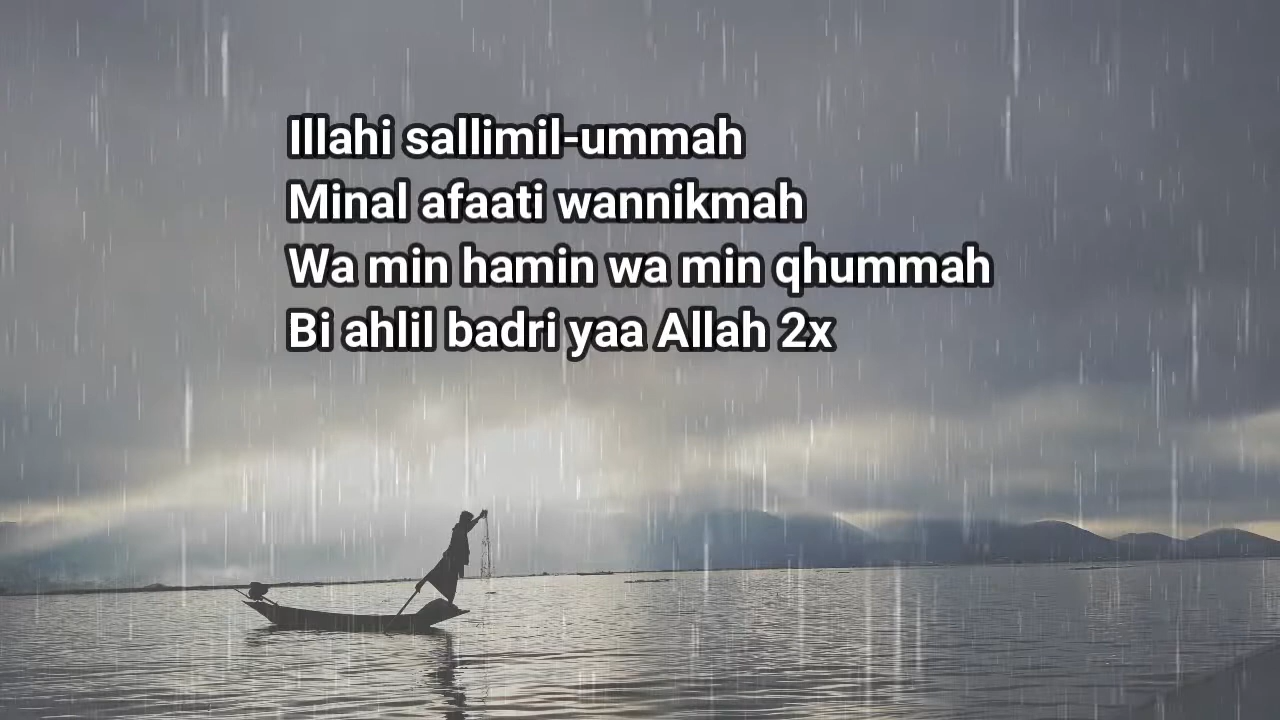 Illahi sallimil-ummah
Minal afaati wannikmah
Wa min hamin wa min qhummah
Bi ahlil badri yaa Allah 2x